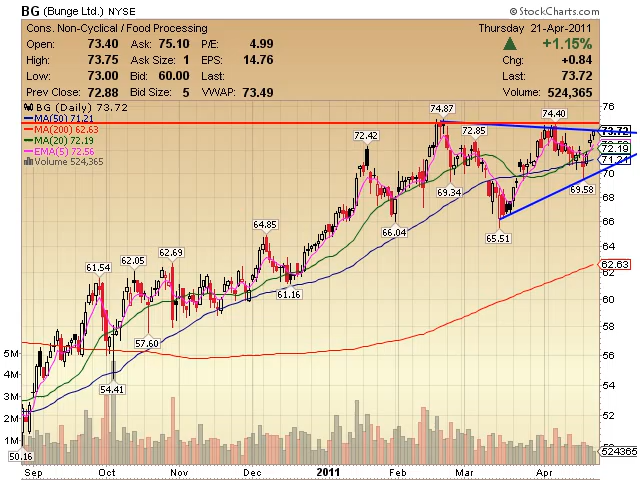 BG (Bunge Ltd.) NYSE © StockCharts.com
Cons. Non-Cyclical / Food Processing Thursday 21-Apr-2011
Open: 73.40 Ask: 75.10 P/E: 4.99 +1.15%
High: 73.75 Ask Size: 1 EPS: 14.76 Chg: +0.84
Low: 73.00 Bid: 60.00 Last: Last: 73.72
Prev Close: 72.88 Bid Size: 5 VWAP: 73.49 Volume: 524,365
BG (Daily) 73.72
MA(50) 71.21
MA(200) 62.63
MA(20) 72.19
EMA(5) 72.56
Volume 524,365
74.87
74.40
72.42
72.85
69.34
69.58
66.04
65.51
64.85
61.54
62.05
62.69
61.16
57.60
54.41
50.16
76
73.72
72.19
71.21
70
68
66
64
62.63
60
58
56
54
52
50
524365
5M
4M
3M
2M
1M
Sep Oct Nov Dec 2011 Feb Mar Apr